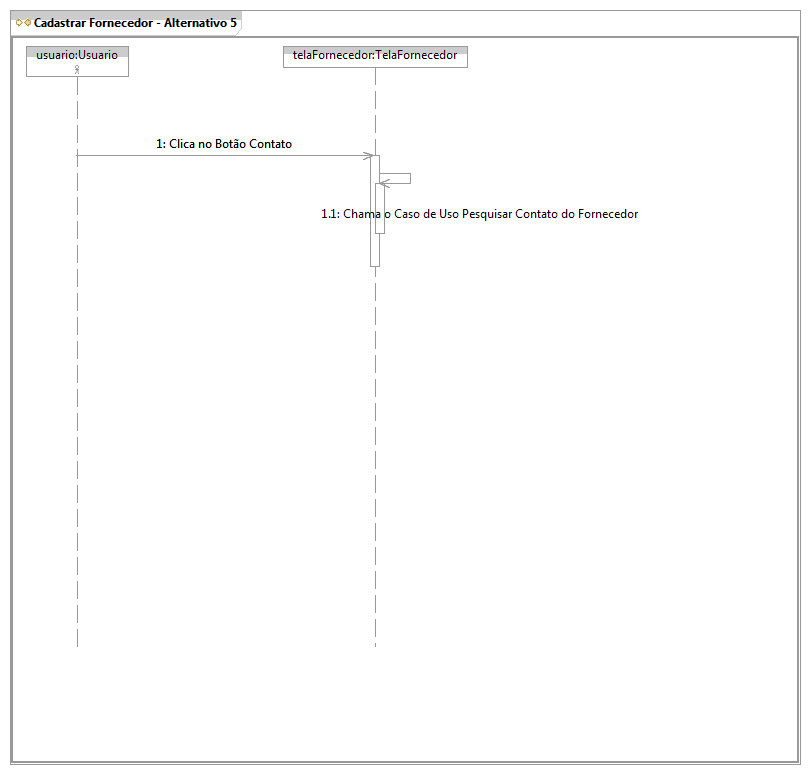 Cadastrar Fornecedor - Alternativo 5
usuario:Usuario
telaFornecedor:TelaFornecedor
1: Clica no Botão Contato
1.1: Chama o Caso de Uso Pesquisar Contato do Fornecedor